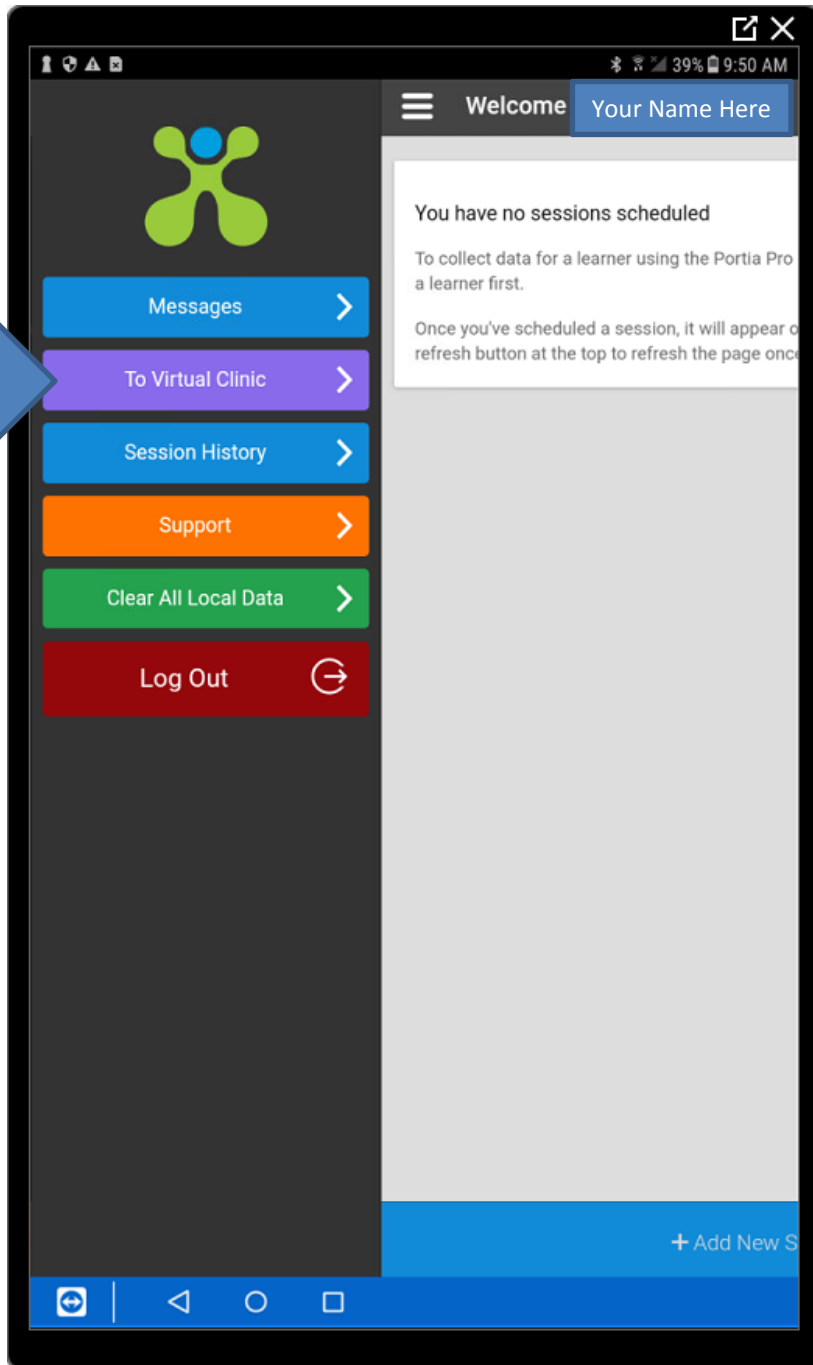 39% 9:50 AM
Welcome Your Name Here
Messages
To Virtual Clinic
Session History
Support
Clear All Local Data
Log Out
You have no sessions scheduled
To collect data for a learner using the Portia Pro
a learner first.
Once you've scheduled a session, it will appear o
refresh button at the top to refresh the page once
+ Add New S